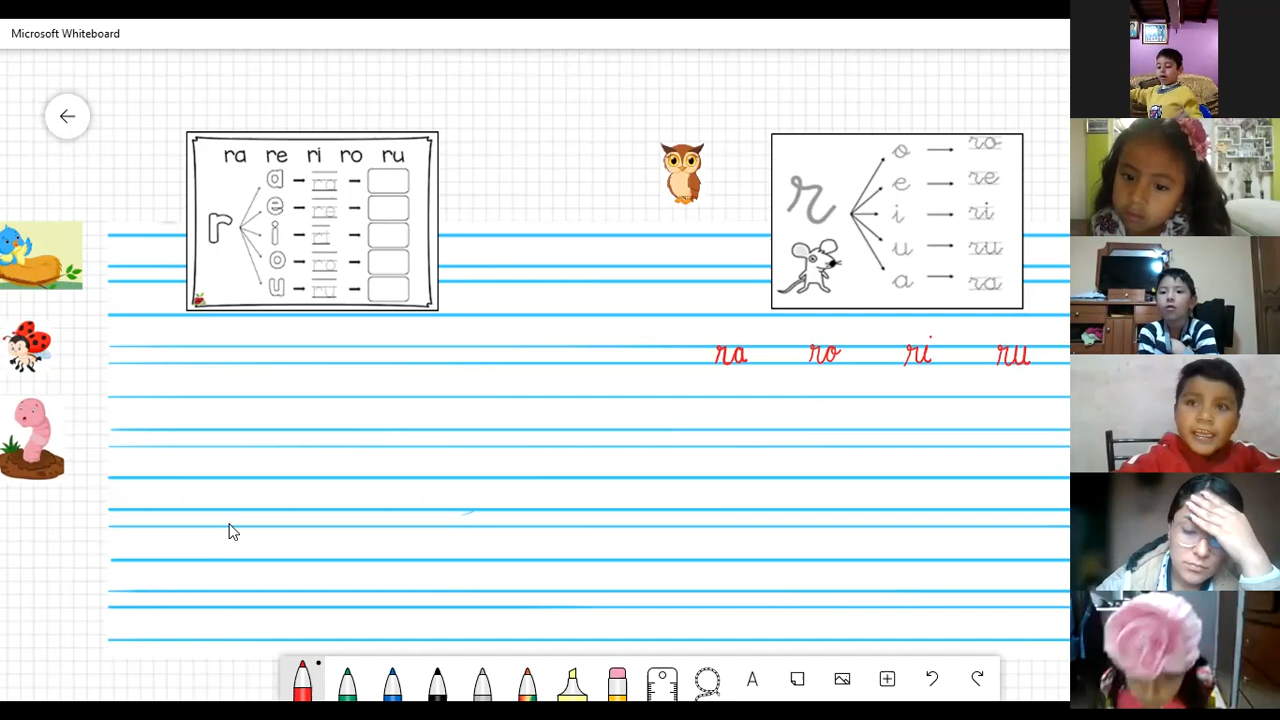 Microsoft Whiteboard
ra re ri ro ru
r
a ra
e re
i ri
o ro
u ru
r
o ro
e re
i ri
u ru
a ra
ra ro ri ru
A